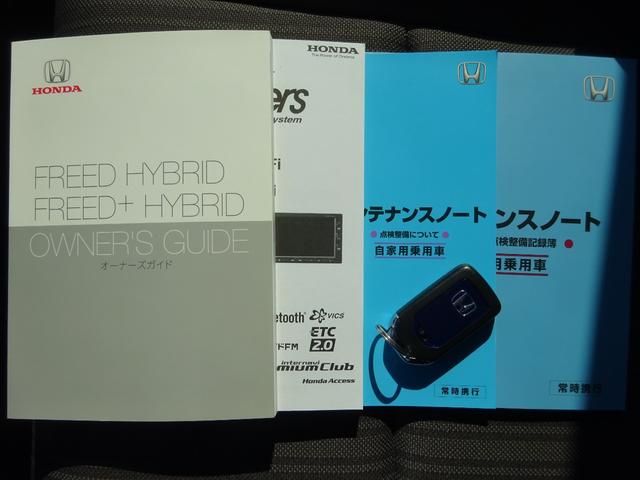 HONDA
FREED HYBRID
FREED+ HYBRID
OWNER'S GUIDE
オーナーズガイド
HONDA
The Power of Dreams
ers
ystem
Fi
etooth
VICS
FM
ETC
2.0
internavi
miumClub
Honda Access
テナンスノート
点検整備について
自家用乗用車
常時携行
ンスノート
点検整備記録簿
用乗用車
常時携行